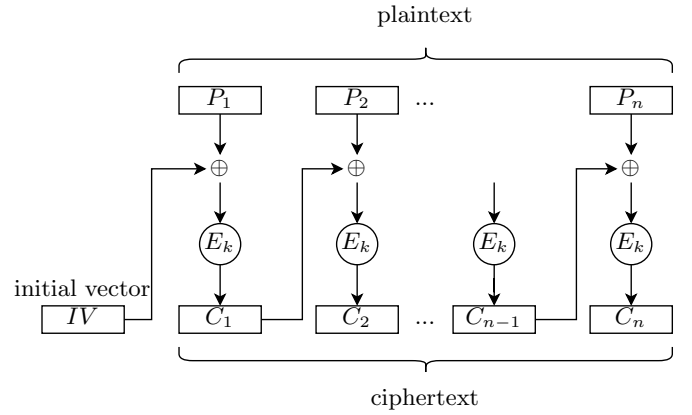 plaintext
P₁ P₂ ... Pₙ
⊕ ⊕ ⊕
Eₖ Eₖ Eₖ Eₖ
initial vector
IV C₁ C₂ ... Cₙ₋₁ Cₙ
ciphertext